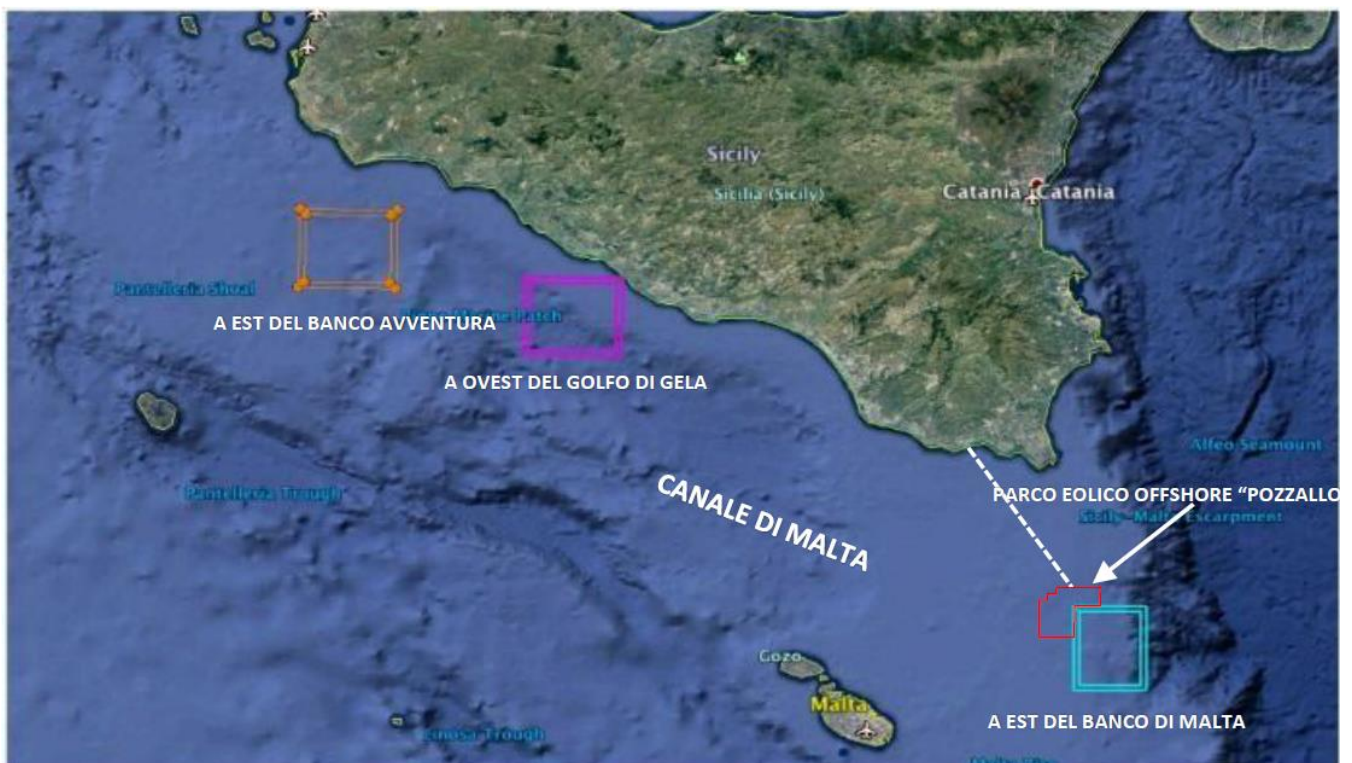 Sicily
Sicilia (Sicily)
Catania Catania
Pantelleria Shoal
A EST DEL BANCO AVVENTURA
A OVEST DEL GOLFO DI GELA
Alfeo Seamount
Pantelleria Trough
CANALE DI MALTA
PARCO EOLICO OFFSHORE “POZZALLO
Sicily-Malta Escarpment
Gozo
Malta
A EST DEL BANCO DI MALTA
Linosa Trough